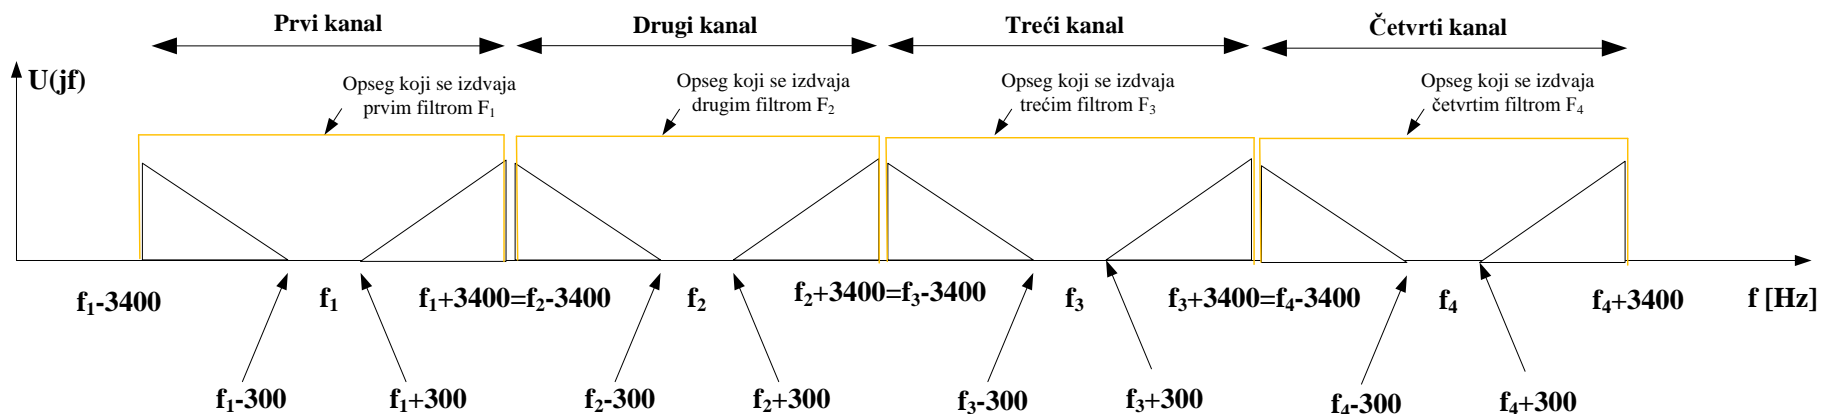 Prvi kanal
Drugi kanal
Treći kanal
Četvrti kanal
U(jf)
Opseg koji se izdvaja
prvim filtrom F₁
Opseg koji se izdvaja
drugim filtrom F₂
Opseg koji se izdvaja
trećim filtrom F₃
Opseg koji se izdvaja
četvrtim filtrom F₄
f₁-3400
f₁
f₁+3400=f₂-3400
f₂
f₂+3400=f₃-3400
f₃
f₃+3400=f₄-3400
f₄
f₄+3400
f [Hz]
f₁-300
f₁+300
f₂-300
f₂+300
f₃-300
f₃+300
f₄-300
f₄+300